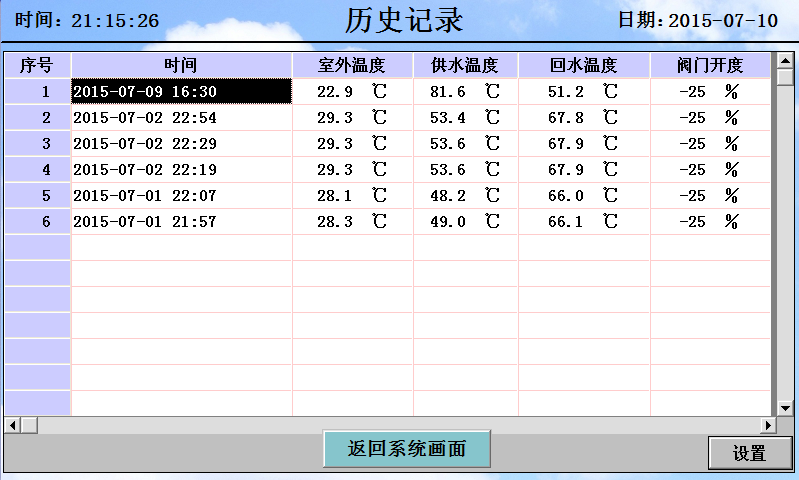 时间: 21:15:26 历史记录 日期: 2015-07-10
序号 时间 室外温度 供水温度 回水温度 阀门开度
1 2015-07-09 16:30 22.9 ℃ 81.6 ℃ 51.2 ℃ -25 %
2 2015-07-02 22:54 29.3 ℃ 53.4 ℃ 67.8 ℃ -25 %
3 2015-07-02 22:29 29.3 ℃ 53.6 ℃ 67.9 ℃ -25 %
4 2015-07-02 22:19 29.3 ℃ 53.6 ℃ 67.9 ℃ -25 %
5 2015-07-01 22:07 28.1 ℃ 48.2 ℃ 66.0 ℃ -25 %
6 2015-07-01 21:57 28.3 ℃ 49.0 ℃ 66.1 ℃ -25 %
返回系统画面 设置